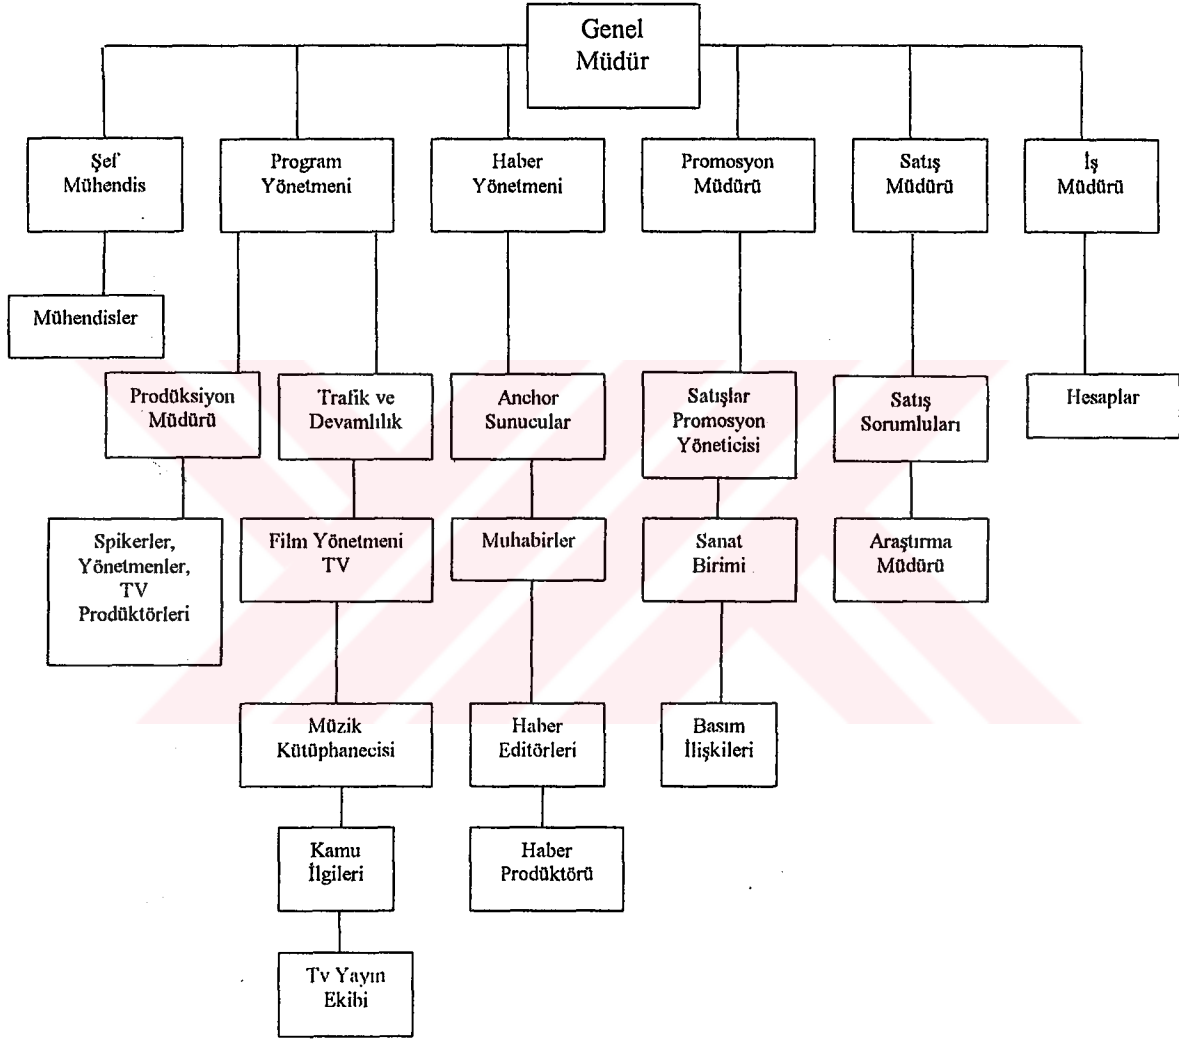 Genel
Müdür
Şef
Mühendis
Program
Yönetmeni
Haber
Yönetmeni
Promosyon
Müdürü
Satış
Müdürü
İş
Müdürü
Mühendisler
Prodüksiyon
Müdürü
Trafik ve
Devamlılık
Anchor
Sunucular
Satışlar
Promosyon
Yöneticisi
Satış
Sorumluları
Hesaplar
Spikerler,
Yönetmenler,
TV
Prodüktörleri
Film Yönetmeni
TV
Muhabirler
Sanat
Birimi
Araştırma
Müdürü
Müzik
Kütüphanecisi
Haber
Editörleri
Basım
İlişkileri
Kamu
İlgileri
Haber
Prodüktörü
Tv Yayın
Ekibi